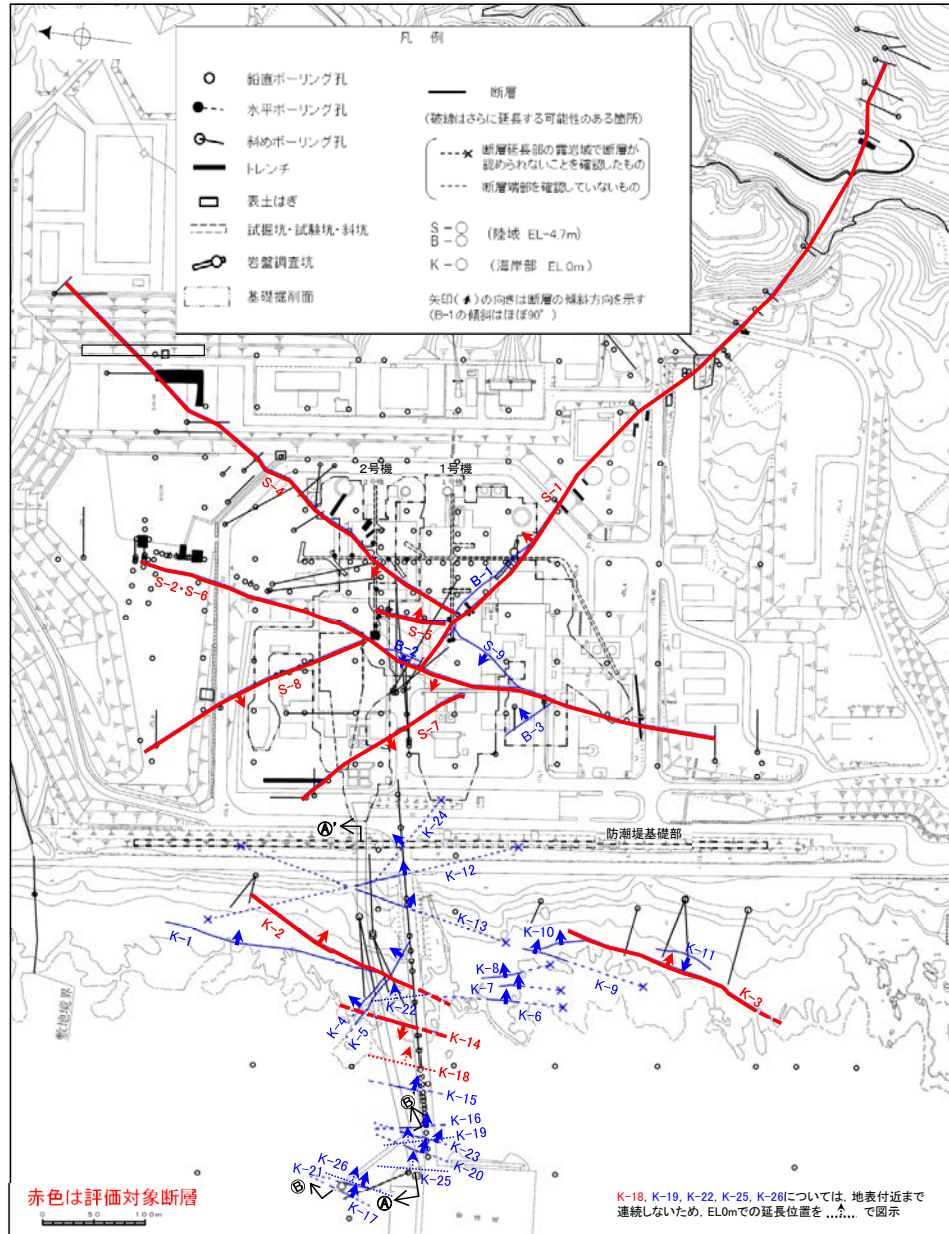 凡 例
鉛直ボーリング孔
水平ボーリング孔
斜めボーリング孔
トレンチ
表土はぎ
試掘坑・試験坑・斜坑
岩盤調査坑
基礎掘削面
断層
(破線はさらに延長する可能性のある箇所)
断層延長部の露岩域で断層が
認められないことを確認したもの
断層端部を確認していないもの
S-○
B-○
(陸域 EL-4.7m)
K-○ (海岸部 EL 0m)
矢印( )の向きは断層の傾斜方向を示す
(B-1の傾斜はほぼ90°)
2号機
1号機
2号機
1号機
S-4
S-1
B-1
S-2・S-6
S-5
S-9
B-2
S-8
S-7
B-3
Ⓐ'
K-24
防潮堤基礎部
K-12
K-2
K-13
K-1
K-10
K-11
K-8
K-7
K-9
K-6
K-3
K-22
K-4
K-5
K-14
敷地境界
K-18
K-15
Ⓑ'
K-16
K-19
K-23
K-20
K-21
K-26
K-25
Ⓑ
K-17
Ⓐ
赤色は評価対象断層
0 50 100m
K-18, K-19, K-22, K-25, K-26については, 地表付近まで
連続しないため, EL0mでの延長位置を で図示